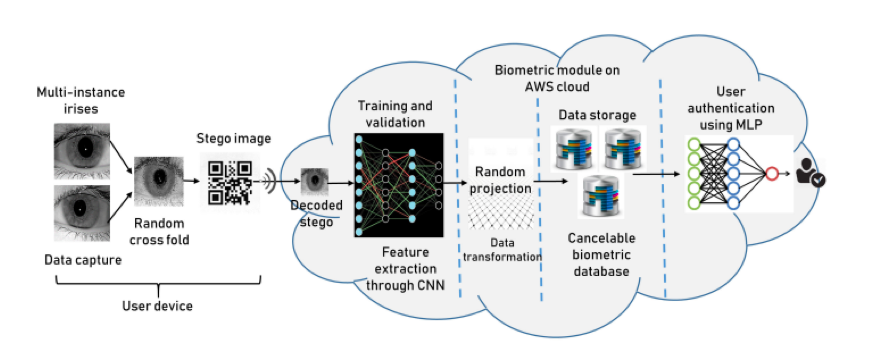 Multi-instance
irises
Data capture
Random
cross fold
Stego image
User device
Decoded
stego
Biometric module on
AWS cloud
Training and
validation
Feature
extraction
through CNN
Random
projection
Data
transformation
Data storage
Cancelable
biometric
database
User
authentication
using MLP